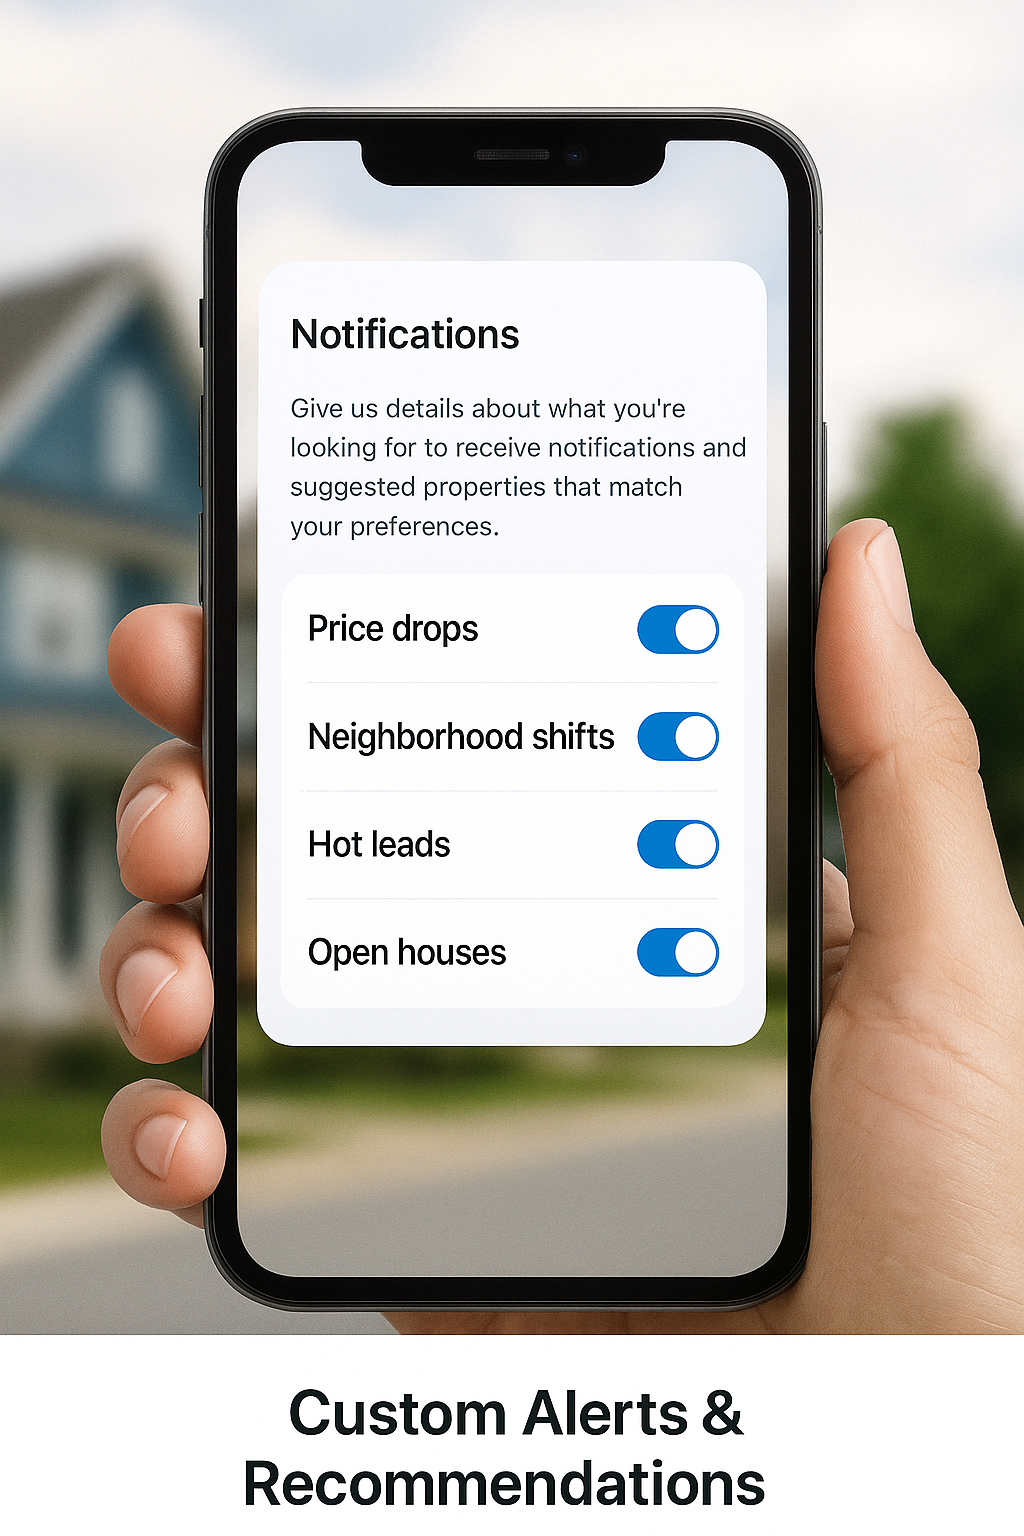 Notifications
Give us details about what you're
looking for to receive notifications and
suggested properties that match
your preferences.
Price drops
Neighborhood shifts
Hot leads
Open houses
Custom Alerts &
Recommendations